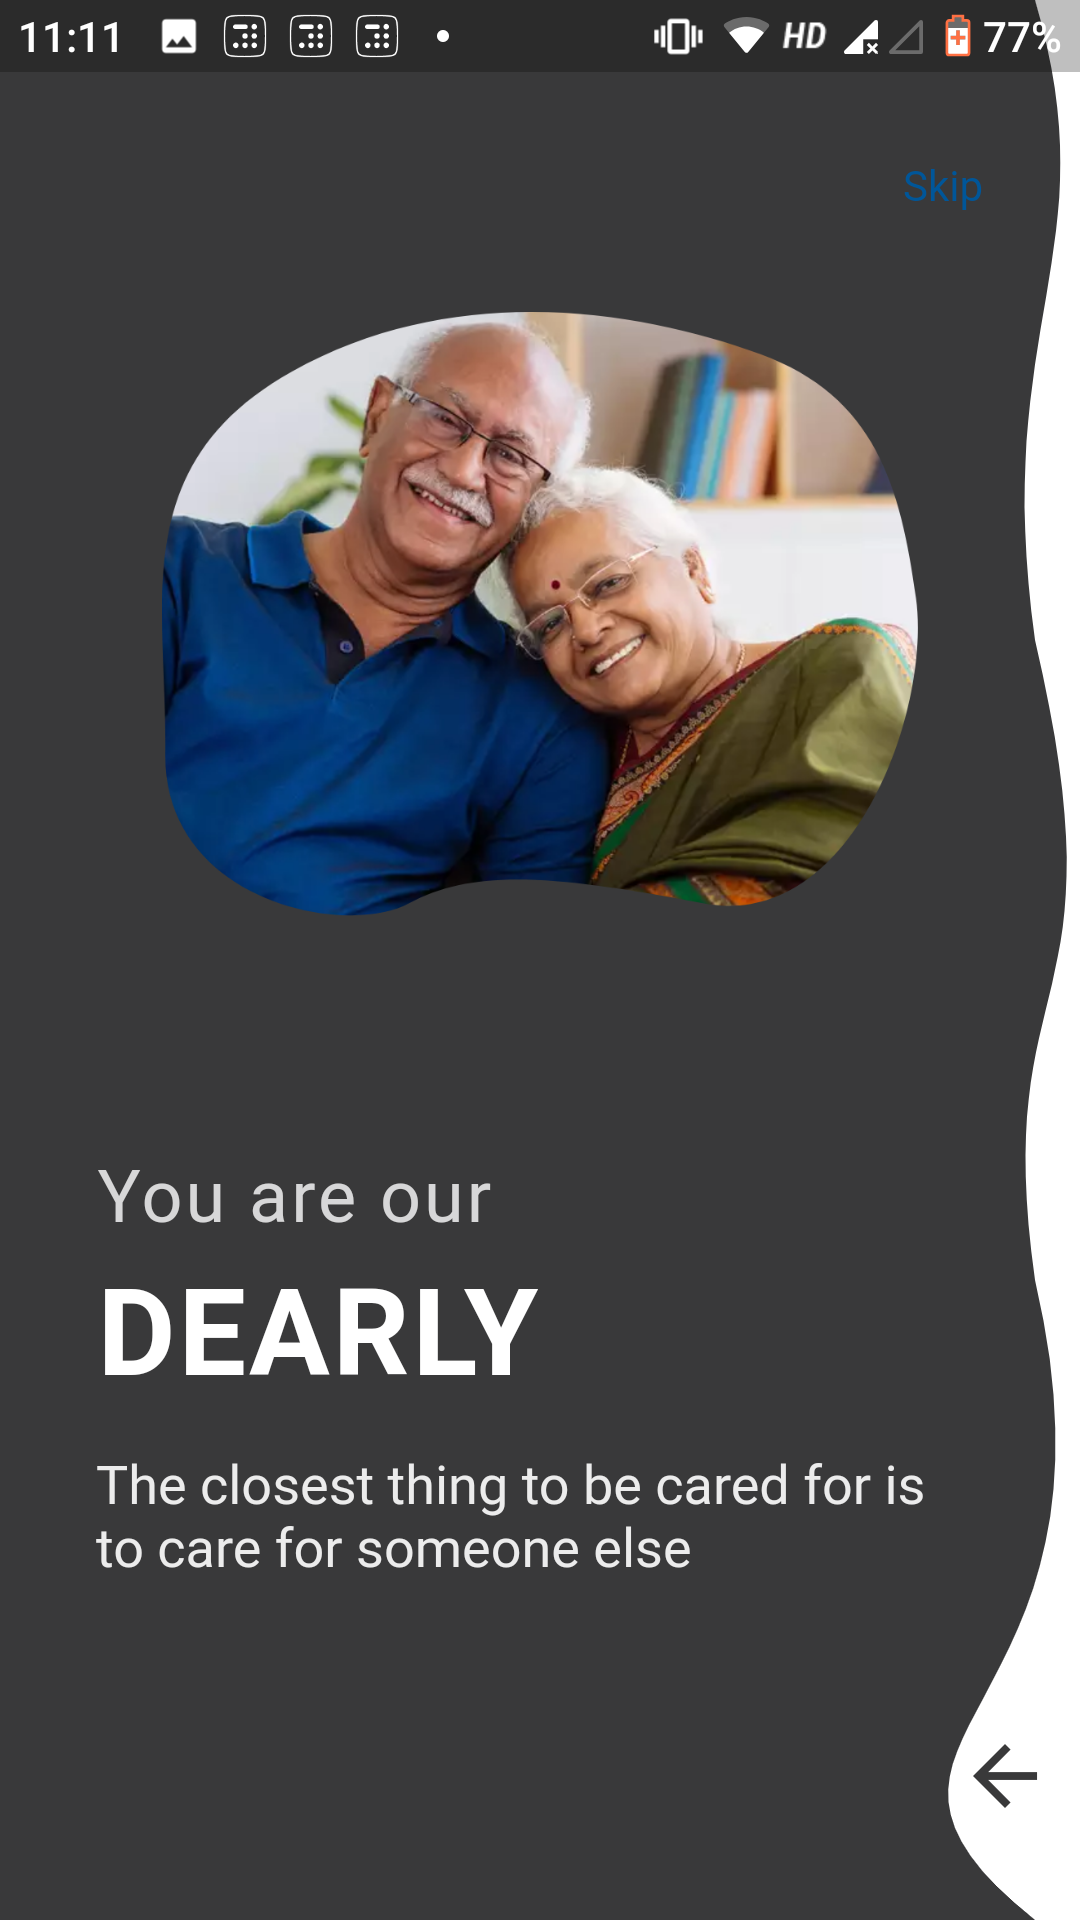 11:11 HD 77%
Skip
You are our
DEARLY
The closest thing to be cared for is
to care for someone else